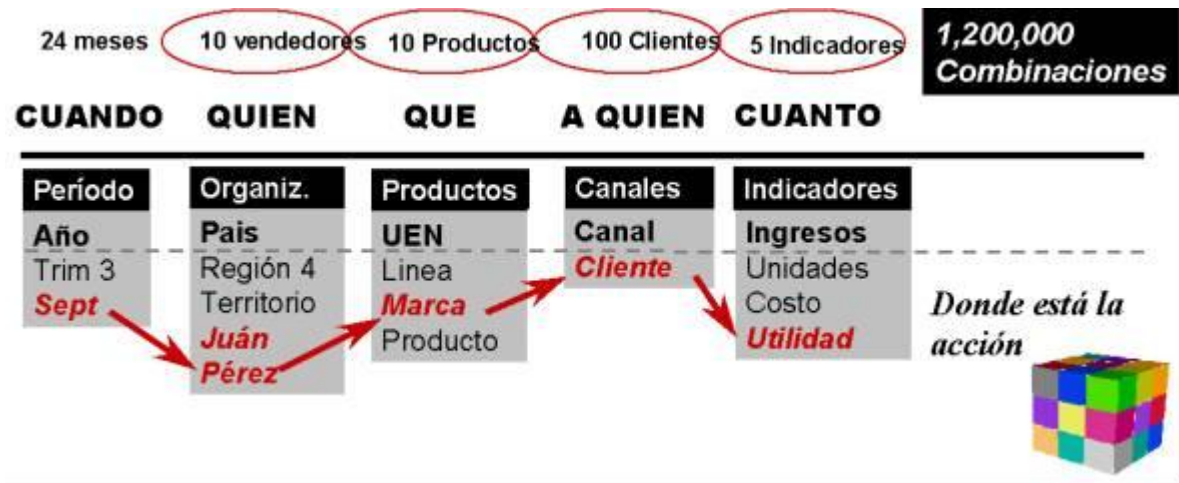 24 meses
10 vendedores
10 Productos
100 Clientes
5 Indicadores
1,200,000
Combinaciones
CUANDO
QUIEN
QUE
A QUIEN
CUANTO
Período
Año
Trim 3
Sept
Organiz.
Pais
Región 4
Territorio
Juán
Pérez
Productos
UEN
Linea
Marca
Producto
Canales
Canal
Cliente
Indicadores
Ingresos
Unidades
Costo
Utilidad
Donde está la
acción